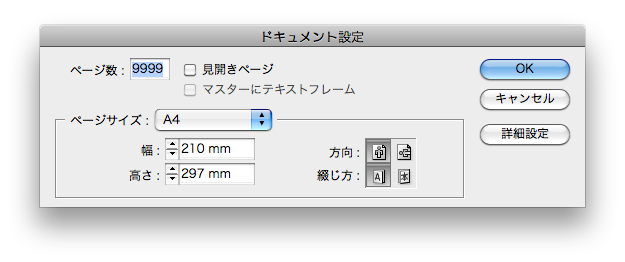 ドキュメント設定
ページ数 : 9999
見開きページ
マスターにテキストフレーム
OK
キャンセル
詳細設定
ページサイズ : A4
幅 : 210 mm
高さ : 297 mm
方向 :
綴じ方 :